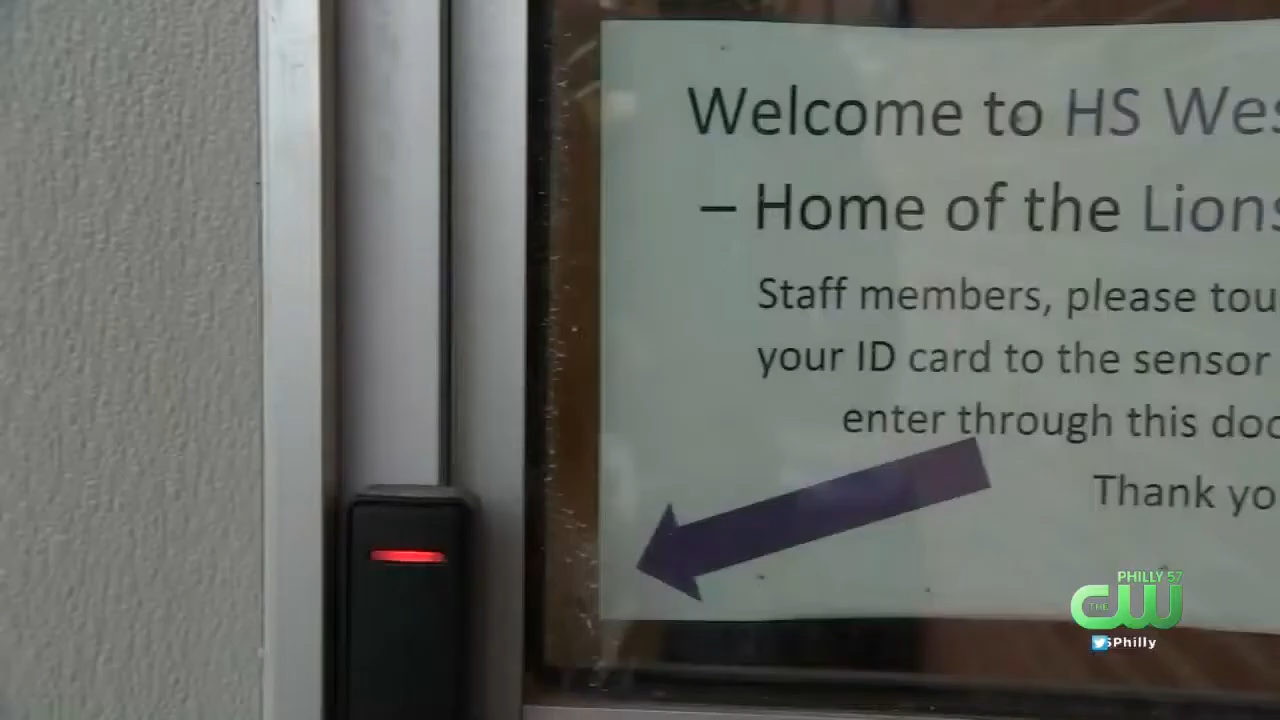 Welcome to HS Wes
– Home of the Lions
Staff members, please tou
your ID card to the sensor
enter through this doo
Thank yo
PHILLY 57
THE CW
Philly